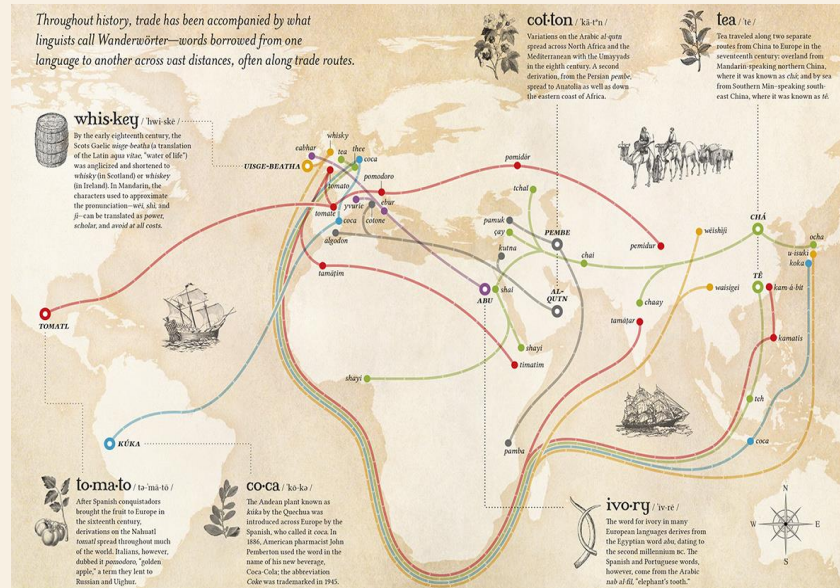 Throughout history, trade has been accompanied by what
linguists call Wanderwörter—words borrowed from one
language to another across vast distances, often along trade routes.
cot·ton / ˈkä-tᵊn /
Variations on the Arabic al-qutn
spread across North Africa and the
Mediterranean with the Umayyads
in the eighth century. A second
derivation, from the Persian pembe,
spread to Anatolia as well as down
the eastern coast of Africa.
tea / ˈtē /
Tea traveled along two separate
routes from China to Europe in the
seventeenth century: overland from
Mandarin-speaking northern China,
where it was known as chá; and by sea
from Southern Min–speaking south-
east China, where it was known as tê.
whis·key / ˈhwi-skē /
By the early eighteenth century, the
Scots Gaelic uisge-beatha (a translation
of the Latin aqua vitae, "water of life")
was anglicized and shortened to
whisky (in Scotland) or whiskey
(in Ireland). In Mandarin, the
characters used to approximate
the pronunciation—wēi, shì, and
jì—can be translated as power,
scholar, and avoid at all costs.
whisky
eabhar
tea
thee
coca
UISGE-BEATHA
tomato
pomodoro
pomidór
yvurie
ebur
tomate
coca
cotone
algodon
tamāṭim
tchai
pamuk
çay
PEMBE
kutna
chai
pemidur
wēishìjì
CHÁ
ocha
u-isuki
koka
TÊ
kam-á-bit
waisigei
ABU
shai
AL-
QUTN
chaay
tamāṭar
kamatis
TOMATL
shayi
shayi
timatim
teh
coca
KÚKA
pamba
to·ma·to / tə-ˈmā-tō /
After Spanish conquistadors
brought the fruit to Europe in
the sixteenth century,
derivations on the Nahuatl
tomatl spread throughout much
of the world. Italians, however,
dubbed it pomodoro, "golden
apple," a term they lent to
Russian and Uighur.
co·ca / ˈkō-kə /
The Andean plant known as
kúka by the Quechua was
introduced across Europe by the
Spanish, who called it coca. In
1886, American pharmacist John
Pemberton used the word in the
name of his new beverage,
Coca-Cola; the abbreviation
Coke was trademarked in 1945.
ivo·ry / ˈīv-rē /
The word for ivory in many
European languages derives from
the Egyptian word abu, dating to
the second millennium BC. The
Spanish and Portuguese words,
however, come from the Arabic
nab al-fil, "elephant's tooth."
N
W
E
S